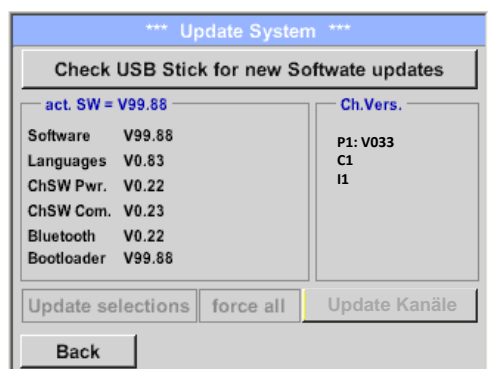 *** Update System ***
Check USB Stick for new Softwate updates
act. SW = V99.88
Software V99.88
Languages V0.83
ChSW Pwr. V0.22
ChSW Com. V0.23
Bluetooth V0.22
Bootloader V99.88
Ch.Vers.
P1: V033
C1
I1
Update selections
force all
Update Kanäle
Back